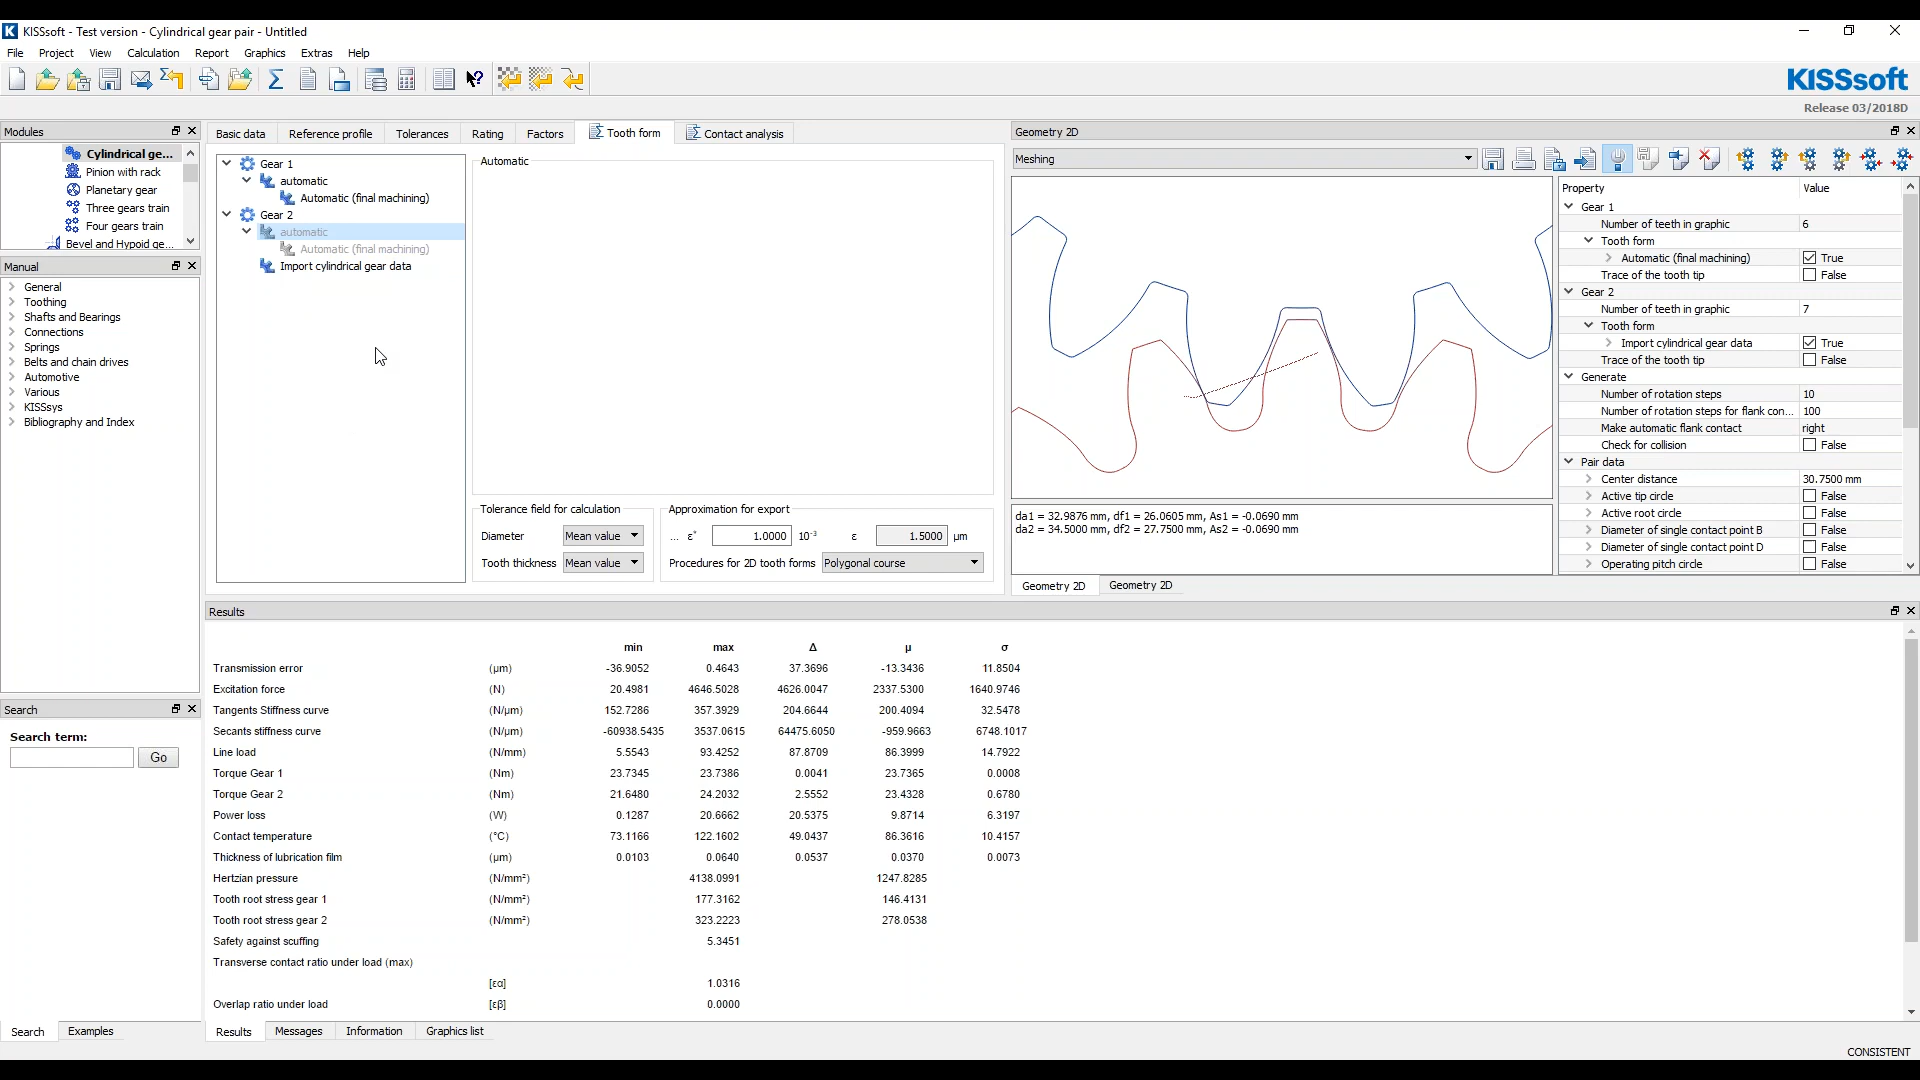 KISSsoft - Test version - Cylindrical gear pair - Untitled
File Project View Calculation Report Graphics Extras Help
KISSsoft
Release 03/2018D
Modules
Cylindrical ge...
Pinion with rack
Planetary gear
Three gears train
Four gears train
Bevel and Hypoid ge...
Manual
General
Toothing
Shafts and Bearings
Connections
Springs
Belts and chain drives
Automotive
Various
KISSsys
Bibliography and Index
Search
Search term:
Go
Search Examples
Basic data Reference profile Tolerances Rating Factors Tooth form Contact analysis
Gear 1
automatic
Automatic (final machining)
Gear 2
automatic
Automatic (final machining)
Import cylindrical gear data
Automatic
Tolerance field for calculation
Diameter Mean value
Tooth thickness Mean value
Approximation for export
... ε* 1.0000 10⁻³ ε 1.5000 µm
Procedures for 2D tooth forms Polygonal course
Geometry 2D
Meshing
da1 = 32.9876 mm, df1 = 26.0605 mm, As1 = -0.0690 mm
da2 = 34.5000 mm, df2 = 27.7500 mm, As2 = -0.0690 mm
Geometry 2D Geometry 2D
Property Value
Gear 1
Number of teeth in graphic 6
Tooth form
Automatic (final machining) True
Trace of the tooth tip False
Gear 2
Number of teeth in graphic 7
Tooth form
Import cylindrical gear data True
Trace of the tooth tip False
Generate
Number of rotation steps 10
Number of rotation steps for flank con... 100
Make automatic flank contact right
Check for collision False
Pair data
Center distance 30.7500 mm
Active tip circle False
Active root circle False
Diameter of single contact point B False
Diameter of single contact point D False
Operating pitch circle False
Results
min max Δ µ σ
Transmission error (µm) -36.9052 0.4643 37.3696 -13.3436 11.8504
Excitation force (N) 20.4981 4646.5028 4626.0047 2337.5300 1640.9746
Tangents Stiffness curve (N/µm) 152.7286 357.3929 204.6644 200.4094 32.5478
Secants stiffness curve (N/µm) -60938.5435 3537.0615 64475.6050 -959.9663 6748.1017
Line load (N/mm) 5.5543 93.4252 87.8709 86.3999 14.7922
Torque Gear 1 (Nm) 23.7345 23.7386 0.0041 23.7365 0.0008
Torque Gear 2 (Nm) 21.6480 24.2032 2.5552 23.4328 0.6780
Power loss (W) 0.1287 20.6662 20.5375 9.8714 6.3197
Contact temperature (°C) 73.1166 122.1602 49.0437 86.3616 10.4157
Thickness of lubrication film (µm) 0.0103 0.0640 0.0537 0.0370 0.0073
Hertzian pressure (N/mm²) 4138.0991 1247.8285
Tooth root stress gear 1 (N/mm²) 177.3162 146.4131
Tooth root stress gear 2 (N/mm²) 323.2223 278.0538
Safety against scuffing 5.3451
Transverse contact ratio under load (max)
[εα] 1.0316
Overlap ratio under load [εβ] 0.0000
Results Messages Information Graphics list
CONSISTENT